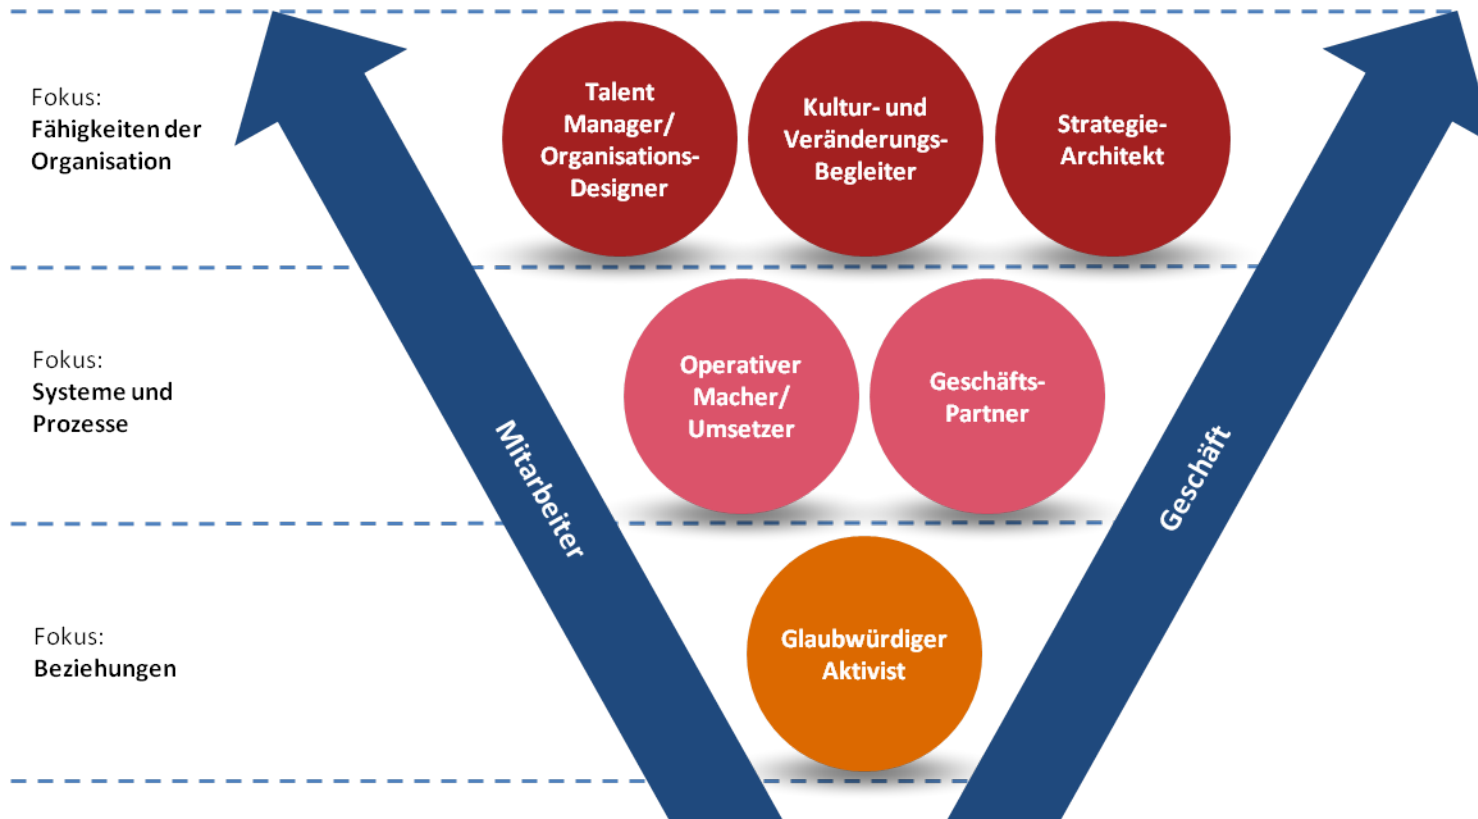 Fokus:
Fähigkeiten der
Organisation
Talent
Manager/
Organisations-
Designer
Kultur- und
Veränderungs-
Begleiter
Strategie-
Architekt
Fokus:
Systeme und
Prozesse
Mitarbeiter
Operativer
Macher/
Umsetzer
Geschäfts-
Partner
Geschäft
Fokus:
Beziehungen
Glaubwürdiger
Aktivist